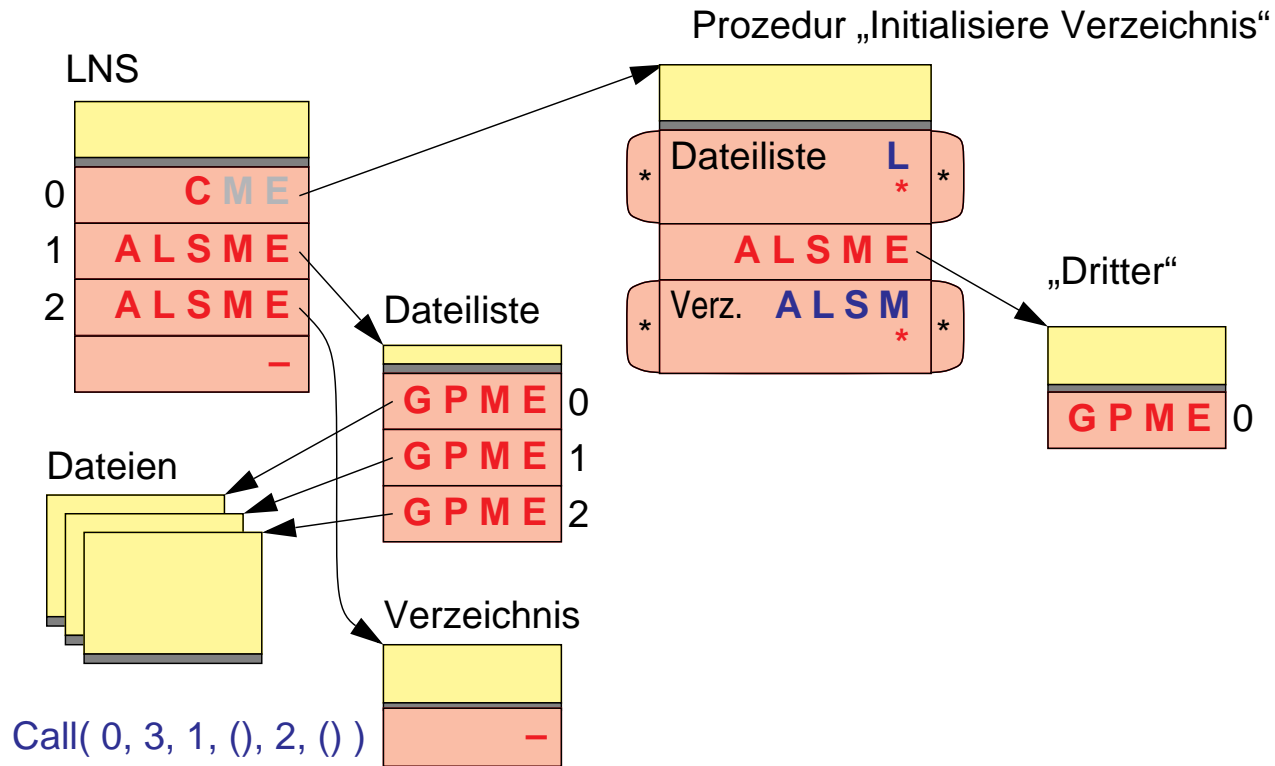 Prozedur „Initialisiere Verzeichnis“
LNS
Dateiliste L
* * *
0 C M E
1 A L S M E
A L S M E
„Dritter“
2 A L S M E
Dateiliste
Verz. A L S M
* * *
–
G P M E 0
G P M E 0
Dateien
G P M E 1
G P M E 2
Verzeichnis
Call( 0, 3, 1, (), 2, () )
–